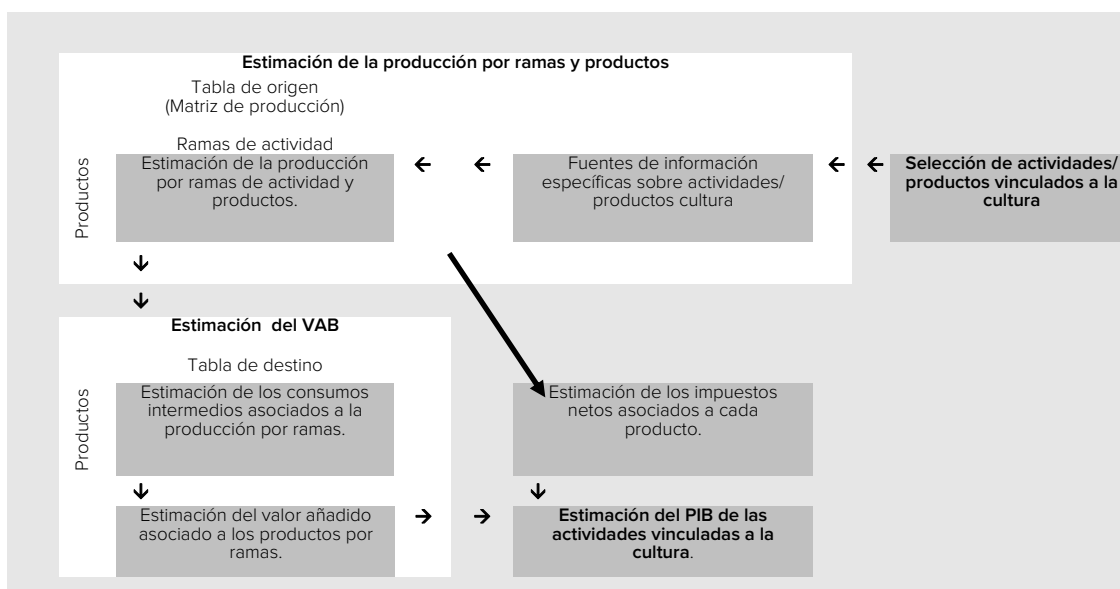 Estimación de la producción por ramas y productos
Tabla de origen
(Matriz de producción)
Ramas de actividad
Productos
Estimación de la producción
por ramas de actividad y
productos.
Fuentes de información
específicas sobre actividades/
productos cultura
Selección de actividades/
productos vinculados a la
cultura
Estimación del VAB
Tabla de destino
Productos
Estimación de los consumos
intermedios asociados a la
producción por ramas.
Estimación de los impuestos
netos asociados a cada
producto.
Estimación del valor añadido
asociado a los productos por
ramas.
Estimación del PIB de las
actividades vinculadas a la
cultura.